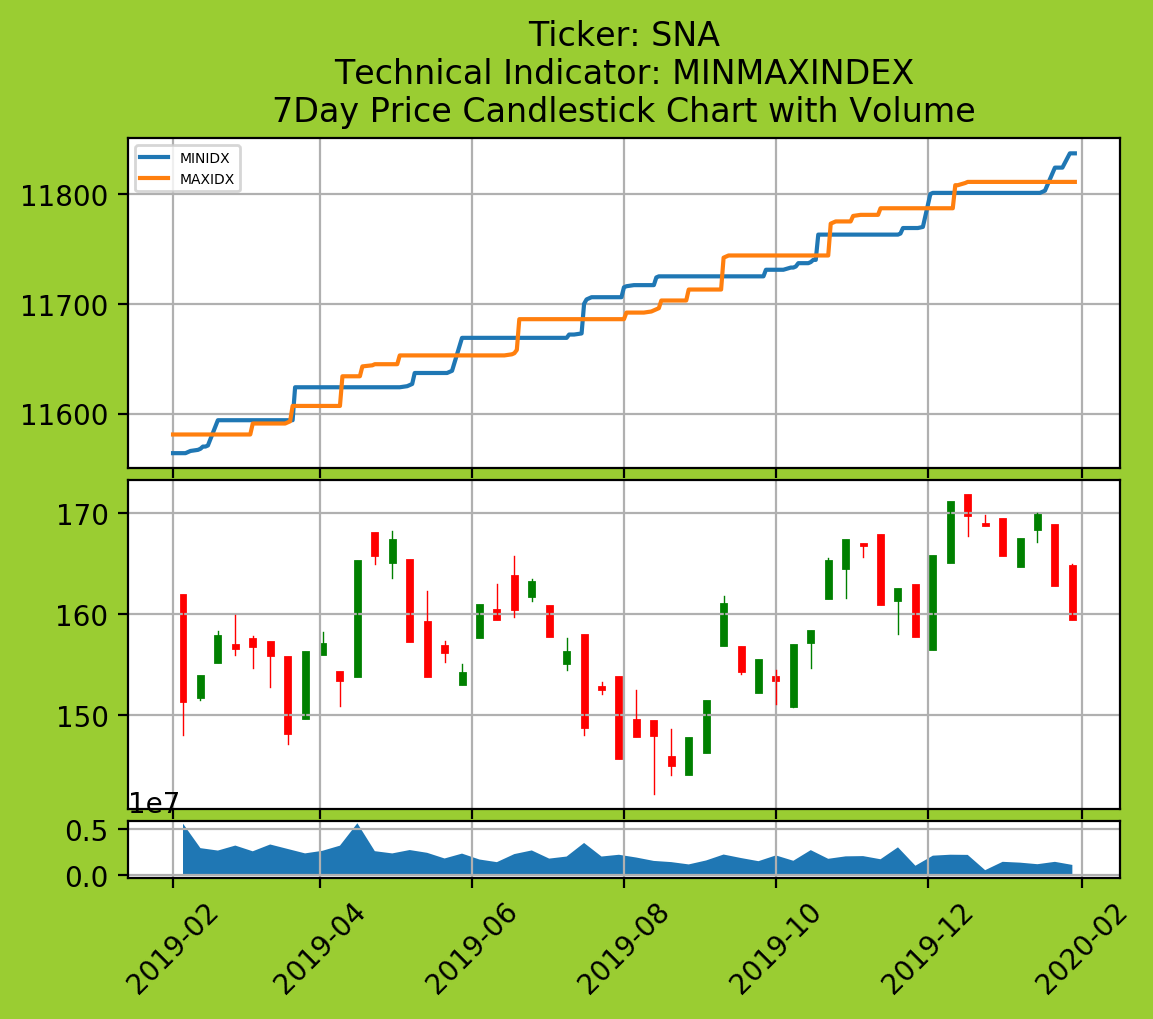 Ticker: SNA
Technical Indicator: MINMAXINDEX
7Day Price Candlestick Chart with Volume
MINIDX
MAXIDX
11800
11700
11600
170
160
150
1e7
0.5
0.0
2019-02
2019-04
2019-06
2019-08
2019-10
2019-12
2020-02